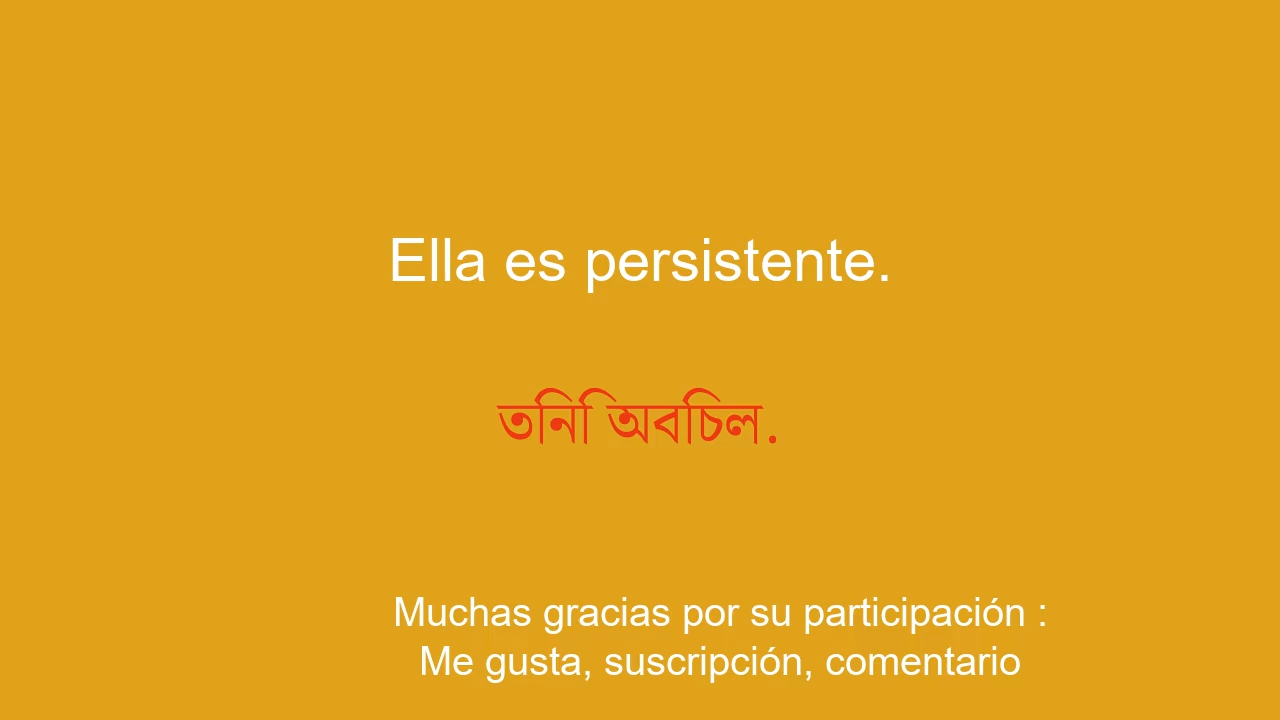 Ella es persistente.
তিনি অবিচল.
Muchas gracias por su participación :
Me gusta, suscripción, comentario